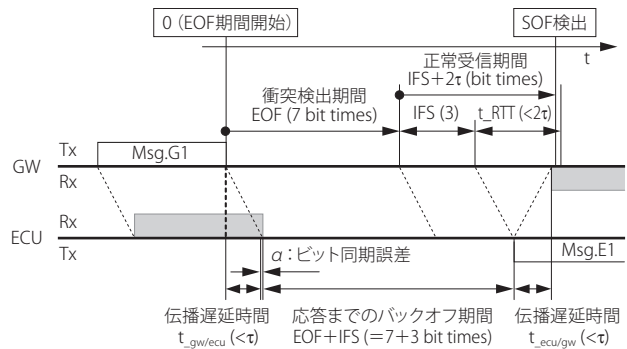 0 (EOF期間開始)
SOF検出
t
正常受信期間
IFS+2τ (bit times)
衝突検出期間
EOF (7 bit times)
IFS (3)
t_RTT (<2τ)
GW
Tx
Msg.G1
Rx
ECU
Rx
Tx
Msg.E1
α：ビット同期誤差
伝播遅延時間
t_gw/ecu (<τ)
応答までのバックオフ期間
EOF+IFS (＝7+3 bit times)
伝播遅延時間
t_ecu/gw (<τ)